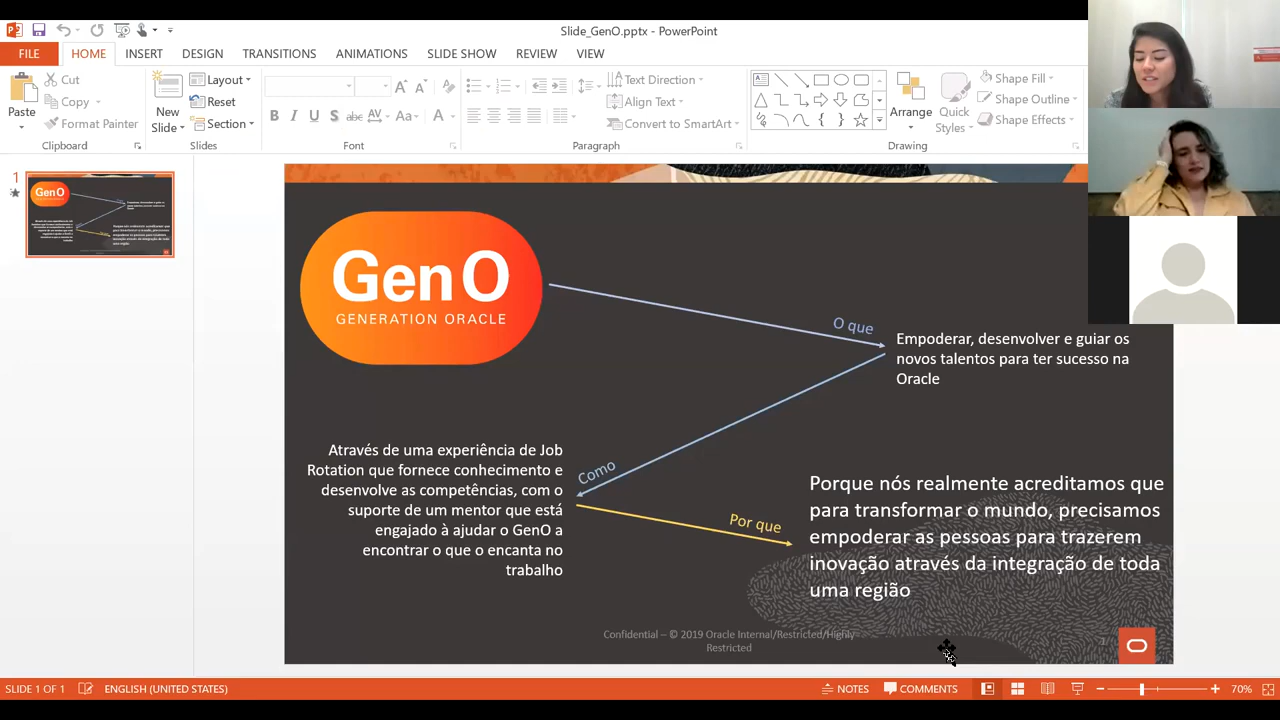 Slide_GenO.pptx - PowerPoint
FILE
HOME
INSERT
DESIGN
TRANSITIONS
ANIMATIONS
SLIDE SHOW
REVIEW
VIEW
Paste
Cut
Copy
Format Painter
Clipboard
New
Slide
Layout
Reset
Section
Slides
B I U S abc AV Aa A
Font
Text Direction
Align Text
Convert to SmartArt
Paragraph
Arrange
Quick
Styles
Shape Fill
Shape Outline
Shape Effects
Drawing
1
GenO
GenO
GENERATION ORACLE
O que
Empoderar, desenvolver e guiar os
novos talentos para ter sucesso na
Oracle
Como
Através de uma experiência de Job
Rotation que fornece conhecimento e
desenvolve as competências, com o
suporte de um mentor que está
engajado à ajudar o GenO a
encontrar o que o encanta no
trabalho
Por que
Porque nós realmente acreditamos que
para transformar o mundo, precisamos
empoderar as pessoas para trazerem
inovação através da integração de toda
uma região
Confidential – © 2019 Oracle Internal/Restricted/Highly
Restricted
1
SLIDE 1 OF 1
ENGLISH (UNITED STATES)
NOTES
COMMENTS
70%